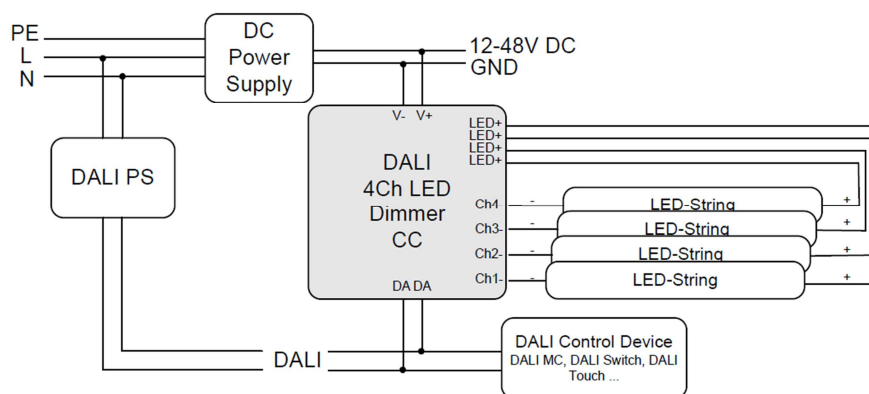 PE
L
N
DC
Power
Supply
12-48V DC
GND
DALI PS
V- V+
LED+
LED+
LED+
LED+
DALI
4Ch LED
Dimmer
CC
Ch4-
Ch3-
Ch2-
Ch1-
DA DA
- LED-String +
- LED-String +
- LED-String +
- LED-String +
DALI
DALI Control Device
DALI MC, DALI Switch, DALI
Touch ...